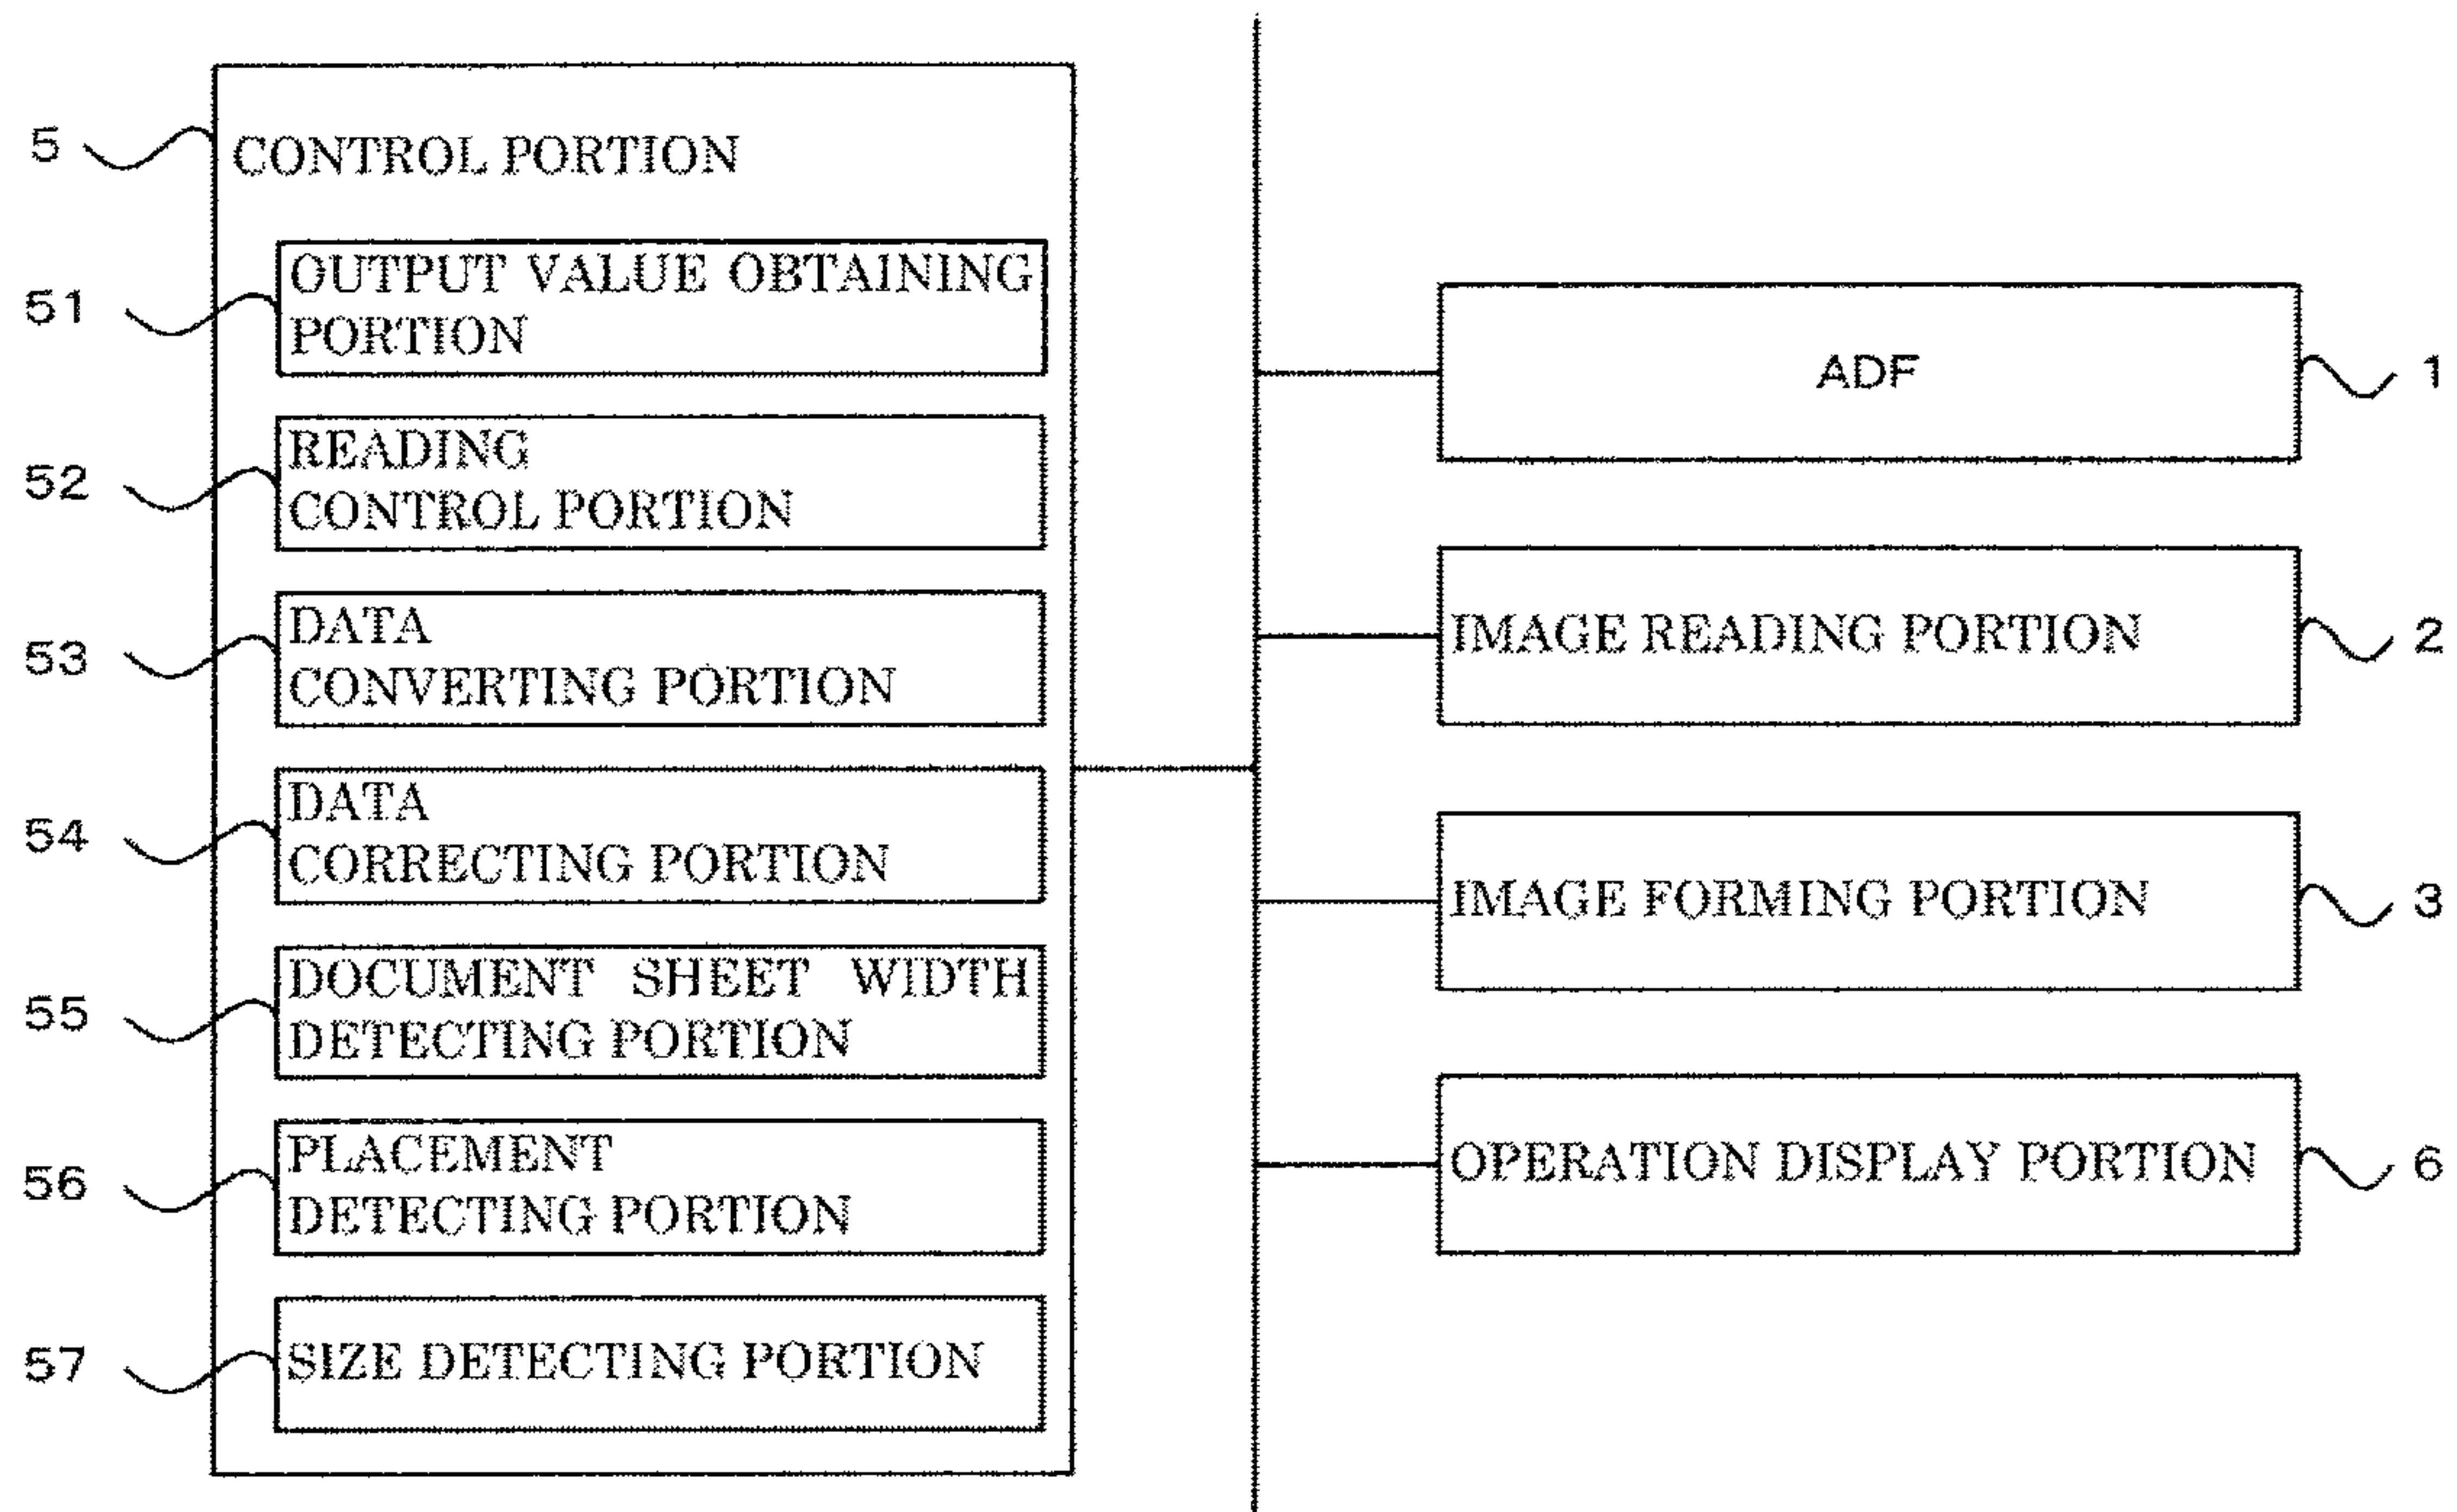 5 CONTROL PORTION
51 OUTPUT VALUE OBTAINING
PORTION
52 READING
CONTROL PORTION
53 DATA
CONVERTING PORTION
54 DATA
CORRECTING PORTION
55 DOCUMENT SHEET WIDTH
DETECTING PORTION
56 PLACEMENT
DETECTING PORTION
57 SIZE DETECTING PORTION
ADF 1
IMAGE READING PORTION 2
IMAGE FORMING PORTION 3
OPERATION DISPLAY PORTION 6